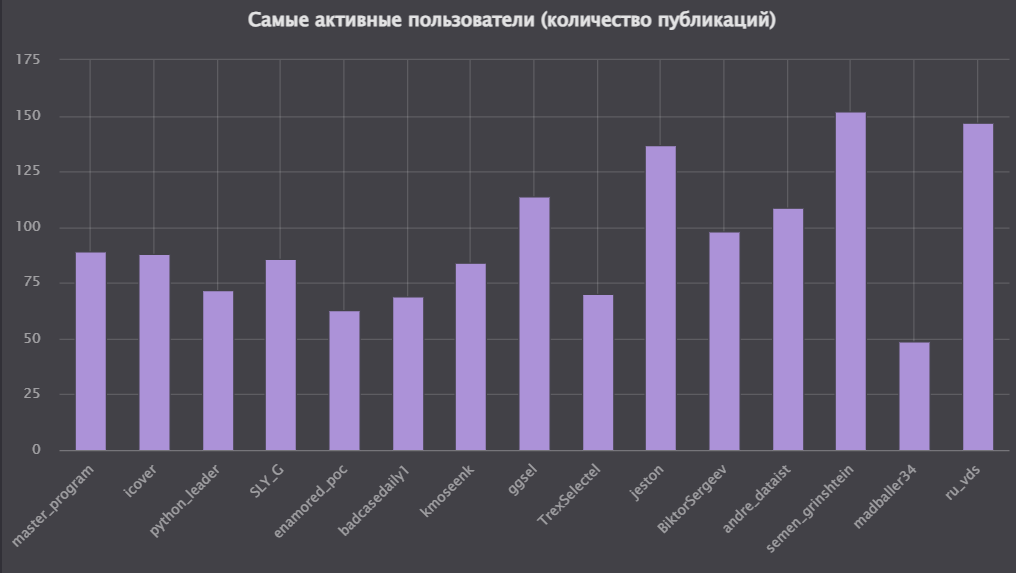 Самые активные пользователи (количество публикаций)
175
150
125
100
75
50
25
0
master_program
icover
python_leader
SLY_G
enamored_poc
badcasedaily1
kmoseenk
ggsel
TrexSelectel
jeston
BiktorSergeev
andre_dataist
semen_grinshtein
madballer34
ru_vds